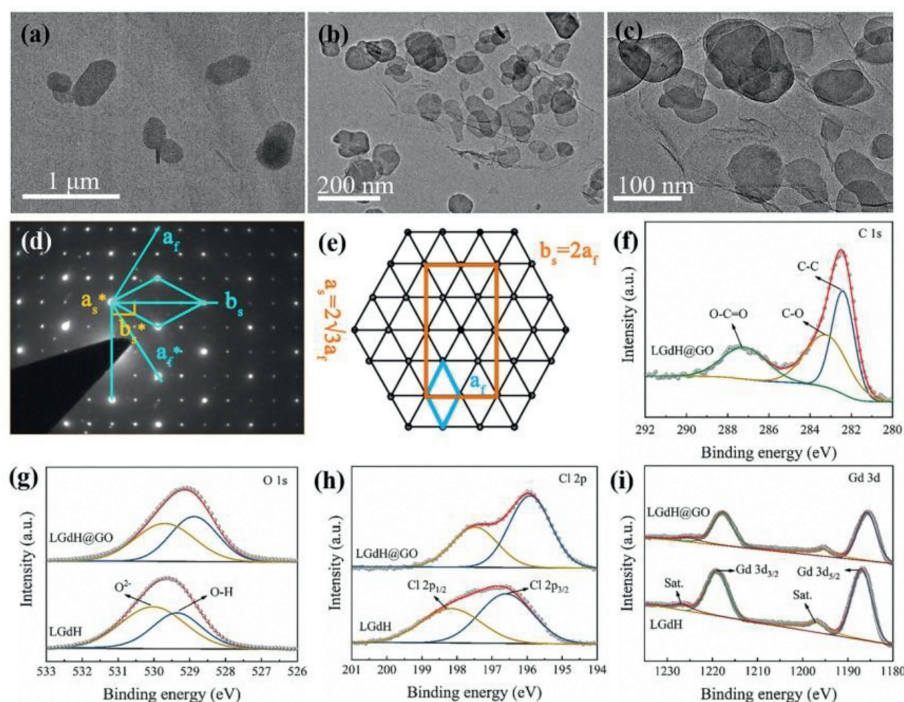 (a)
1 μm
(b)
200 nm
(c)
100 nm
(d)
a_f
a_s*
b_s
b_s*
a_f*
(e)
b_s=2a_f
a_s=2√3a_f
a_f
(f)
C 1s
C-C
C-O
O-C=O
LGdH@GO
Intensity (a.u.)
292 290 288 286 284 282 280
Binding energy (eV)
(g)
O 1s
LGdH@GO
O²⁻
O-H
LGdH
Intensity (a.u.)
533 532 531 530 529 528 527 526
Binding energy (eV)
(h)
Cl 2p
LGdH@GO
Cl 2p₁/₂
Cl 2p₃/₂
LGdH
Intensity (a.u.)
201 200 199 198 197 196 195 194
Binding energy (eV)
(i)
Gd 3d
LGdH@GO
Gd 3d₃/₂
Gd 3d₅/₂
Sat.
Sat.
LGdH
Intensity (a.u.)
1230 1215 1200 1190 1180
Binding energy (eV)